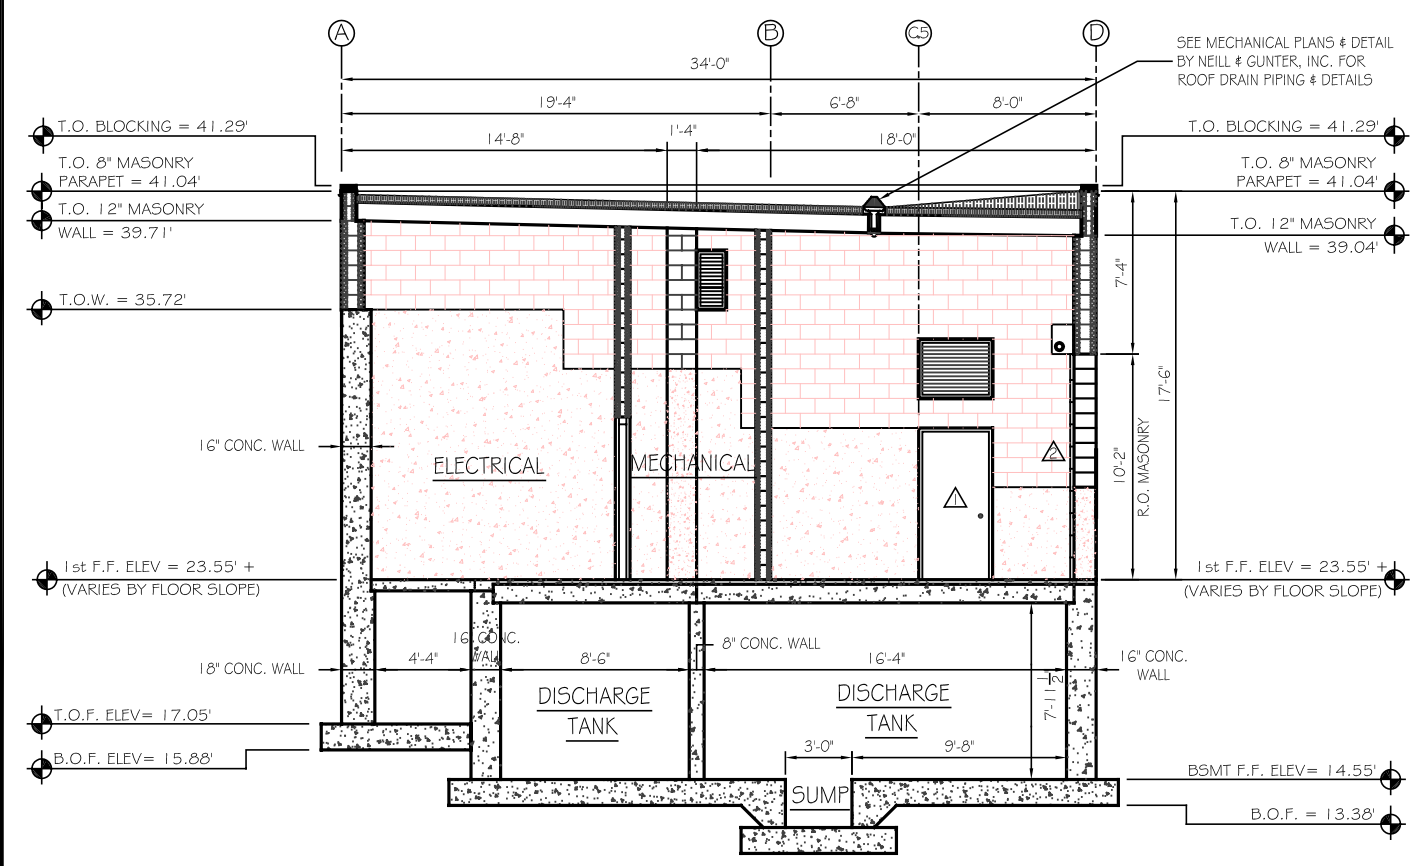 A
B
C.5
D
SEE MECHANICAL PLANS & DETAIL
BY NEILL & GUNTER, INC. FOR
ROOF DRAIN PIPING & DETAILS
34'-0"
19'-4"
6'-8"
8'-0"
14'-8"
1'-4"
18'-0"
T.O. BLOCKING = 41.29'
T.O. 8" MASONRY
PARAPET = 41.04'
T.O. 12" MASONRY
WALL = 39.71'
T.O.W. = 35.72'
T.O. BLOCKING = 41.29'
T.O. 8" MASONRY
PARAPET = 41.04'
T.O. 12" MASONRY
WALL = 39.04'
7'-4"
17'-6"
10'-2"
R.O. MASONRY
16" CONC. WALL
ELECTRICAL
MECHANICAL
2
1
1st F.F. ELEV = 23.55' +
(VARIES BY FLOOR SLOPE)
1st F.F. ELEV = 23.55' +
(VARIES BY FLOOR SLOPE)
18" CONC. WALL
4'-4"
16" CONC.
WALL
8'-6"
8" CONC. WALL
16'-4"
16" CONC.
WALL
7'-11 1/2"
DISCHARGE
TANK
DISCHARGE
TANK
3'-0"
9'-8"
SUMP
T.O.F. ELEV= 17.05'
B.O.F. ELEV= 15.88'
BSMT F.F. ELEV= 14.55'
B.O.F. = 13.38'